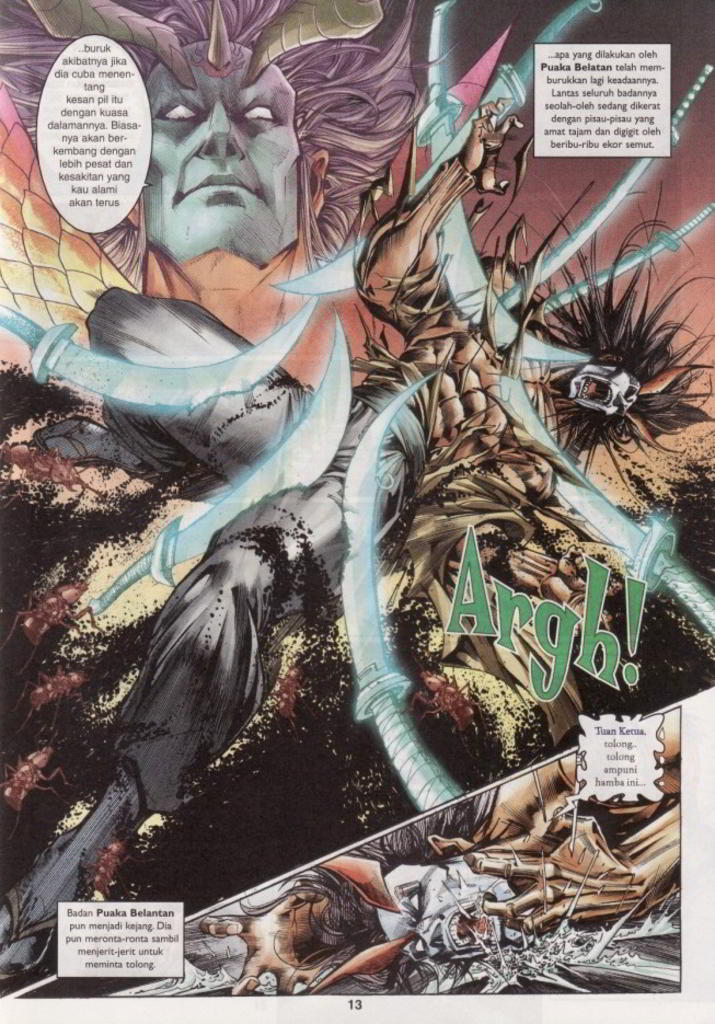 ..buruk
akibatnya jika
dia cuba menen-
tang
kesan pil itu
dengan kuasa
dalamannya. Biasa-
nya akan ber-
kembang dengan
lebih pesat dan
kesakitan yang
kau alami
akan terus
...apa yang dilakukan oleh
Puaka Belatan telah mem-
burukkan lagi keadaannya.
Lantas seluruh badannya
seolah-oleh sedang dikerat
dengan pisau-pisau yang
amat tajam dan digigit oleh
beribu-ribu ekor semut.
Argh!
Tuan Ketua,
tolong..
tolong
ampuni
hamba ini...
Badan Puaka Belantan
pun menjadi kejang. Dia
pun meronta-ronta sambil
menjerit-jerit untuk
meminta tolong.
13